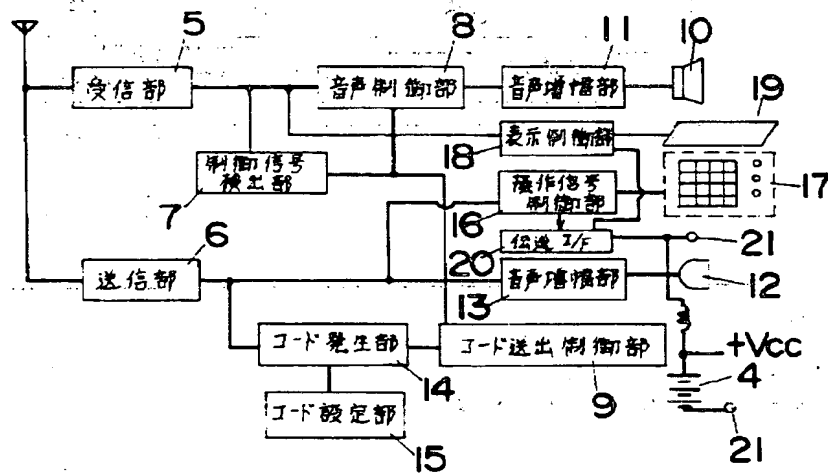 5
8
11
10
受信部
音声制御部
音声増幅部
19
表示制御部
18
制御信号
検出部
7
操作信号
制御部
16
17
6
伝送 I/F
20
21
送信部
音声増幅部
13
12
コード発生部
14
コード送出制御部
9
+Vcc
4
コード設定部
15
21